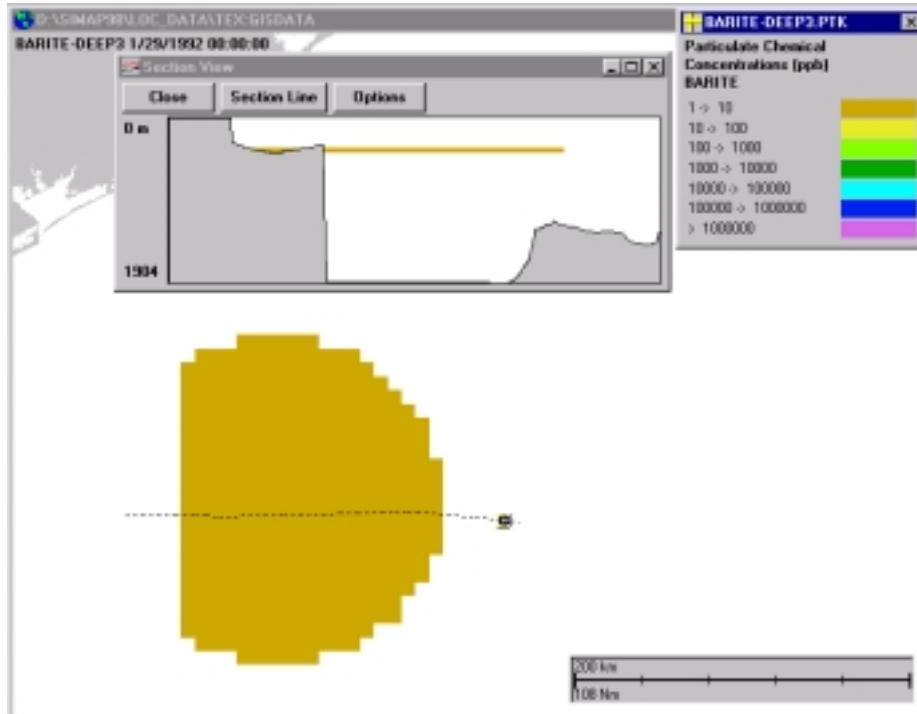 D:\SIMAP98\LOC_DATA\TEX\GISDATA
BARITE-DEEP3 1/29/1992 00:00:00
Section View
Close Section Line Options
0 m
1904
BARITE-DEEP3.PTK
Particulate Chemical
Concentrations (ppb)
BARITE
1 -> 10
10 -> 100
100 -> 1000
1000 -> 10000
10000 -> 100000
100000 -> 1000000
> 1000000
200 km
108 Nm